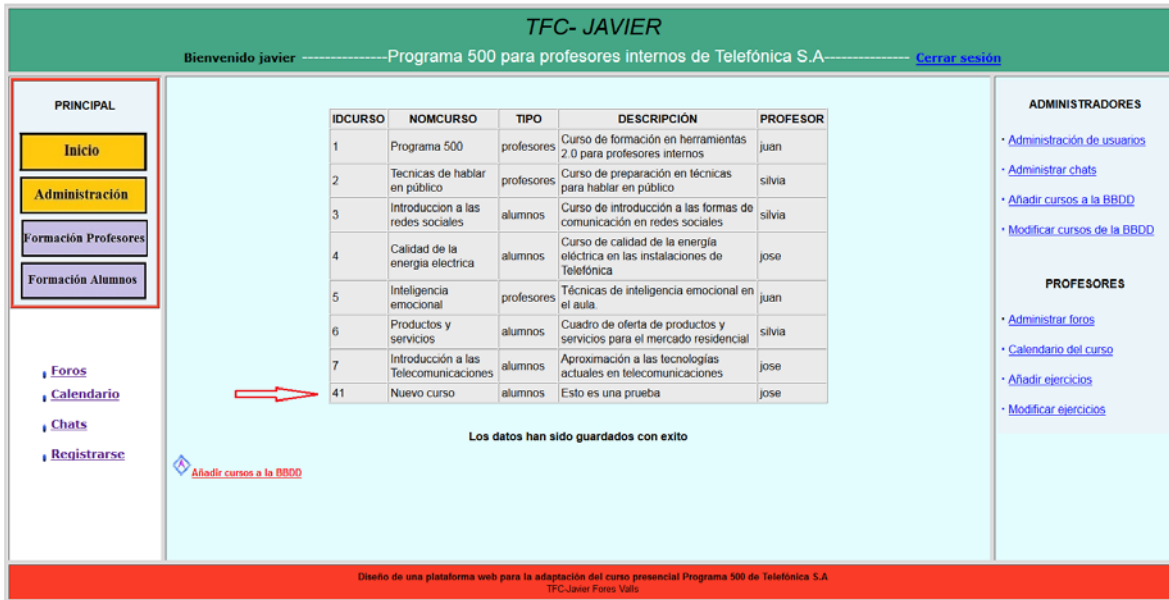 TFC- JAVIER
Bienvenido javier ---------------Programa 500 para profesores internos de Telefónica S.A--------------- Cerrar sesión
PRINCIPAL
Inicio
Administración
Formación Profesores
Formación Alumnos
Foros
Calendario
Chats
Registrarse
IDCURSO NOMCURSO TIPO DESCRIPCIÓN PROFESOR
1 Programa 500 profesores Curso de formación en herramientas
2.0 para profesores internos juan
2 Tecnicas de hablar
en público profesores Curso de preparación en técnicas
para hablar en público silvia
3 Introduccion a las
redes sociales alumnos Curso de introducción a las formas de
comunicación en redes sociales silvia
4 Calidad de la
energia electrica alumnos Curso de calidad de la energía
eléctrica en las instalaciones de
Telefónica jose
5 Inteligencia
emocional profesores Técnicas de inteligencia emocional en
el aula. juan
6 Productos y
servicios alumnos Cuadro de oferta de productos y
servicios para el mercado residencial silvia
7 Introducción a las
Telecomunicaciones alumnos Aproximación a las tecnologías
actuales en telecomunicaciones jose
41 Nuevo curso alumnos Esto es una prueba jose
Los datos han sido guardados con exito
Añadir cursos a la BBDD
ADMINISTRADORES
· Administración de usuarios
· Administrar chats
· Añadir cursos a la BBDD
· Modificar cursos de la BBDD
PROFESORES
· Administrar foros
· Calendario del curso
· Añadir ejercicios
· Modificar ejercicios
Diseño de una plataforma web para la adaptación del curso presencial Programa 500 de Telefónica S.A
TFC-Javier Fores Valls